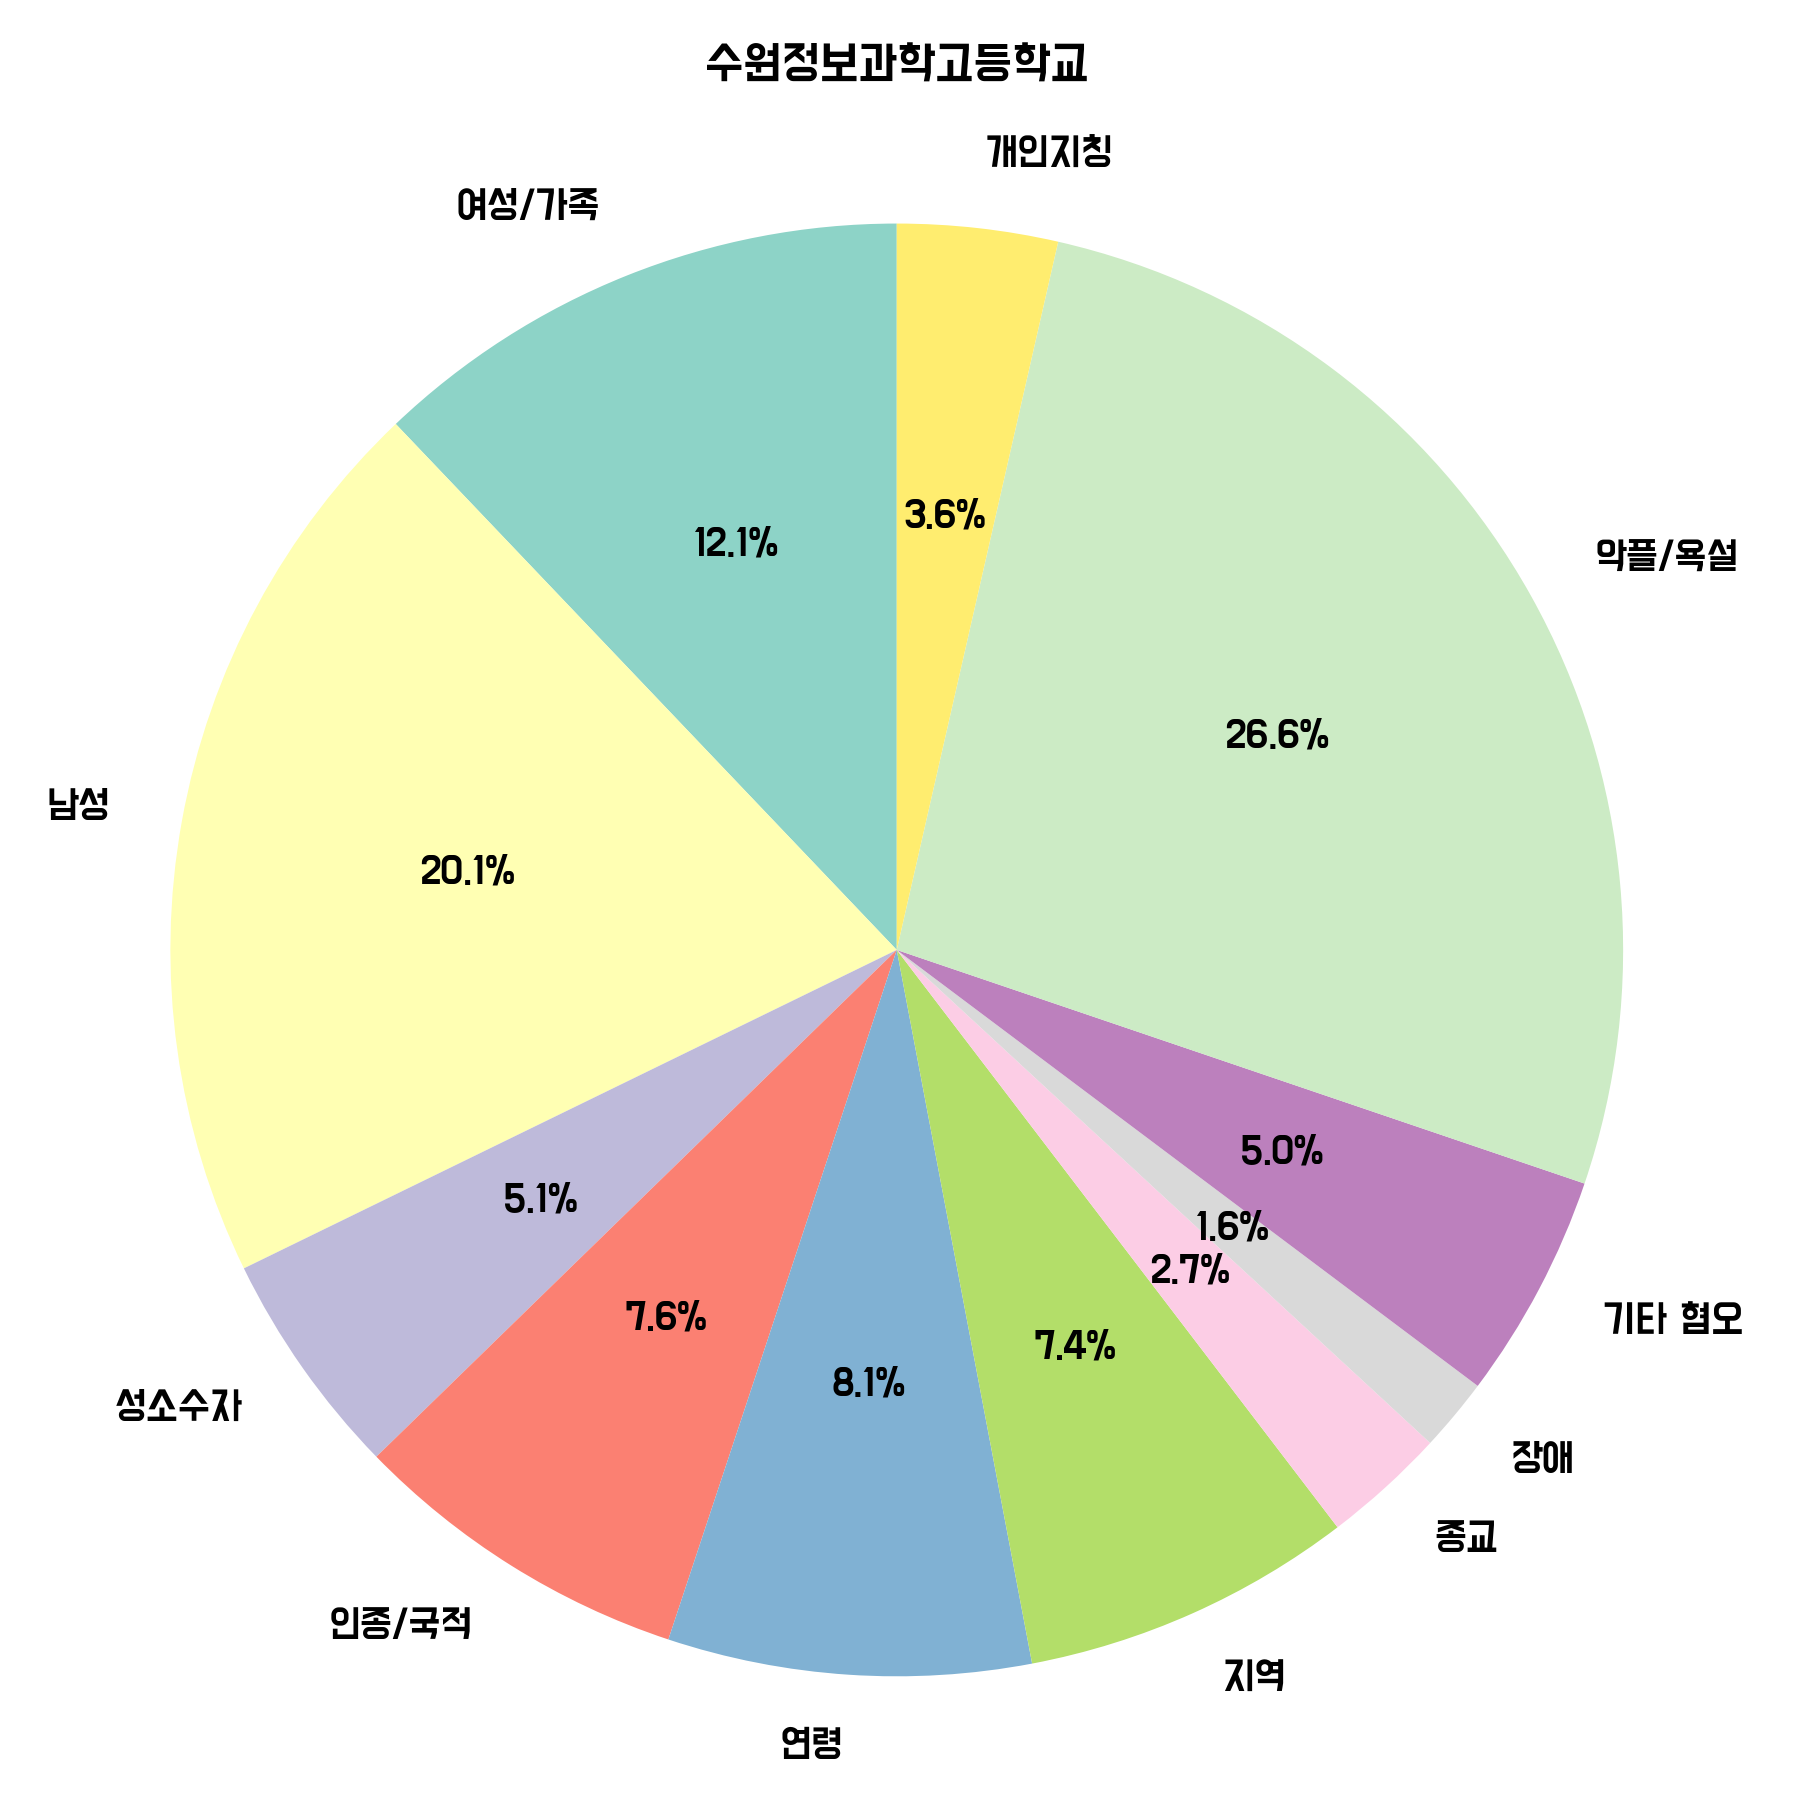 수원정보과학고등학교
개인지칭
여성/가족
3.6%
12.1%
악플/욕설
26.6%
남성
20.1%
5.0%
5.1%
1.6%
2.7%
7.6%
기타 혐오
7.4%
8.1%
성소수자
장애
종교
인종/국적
지역
연령